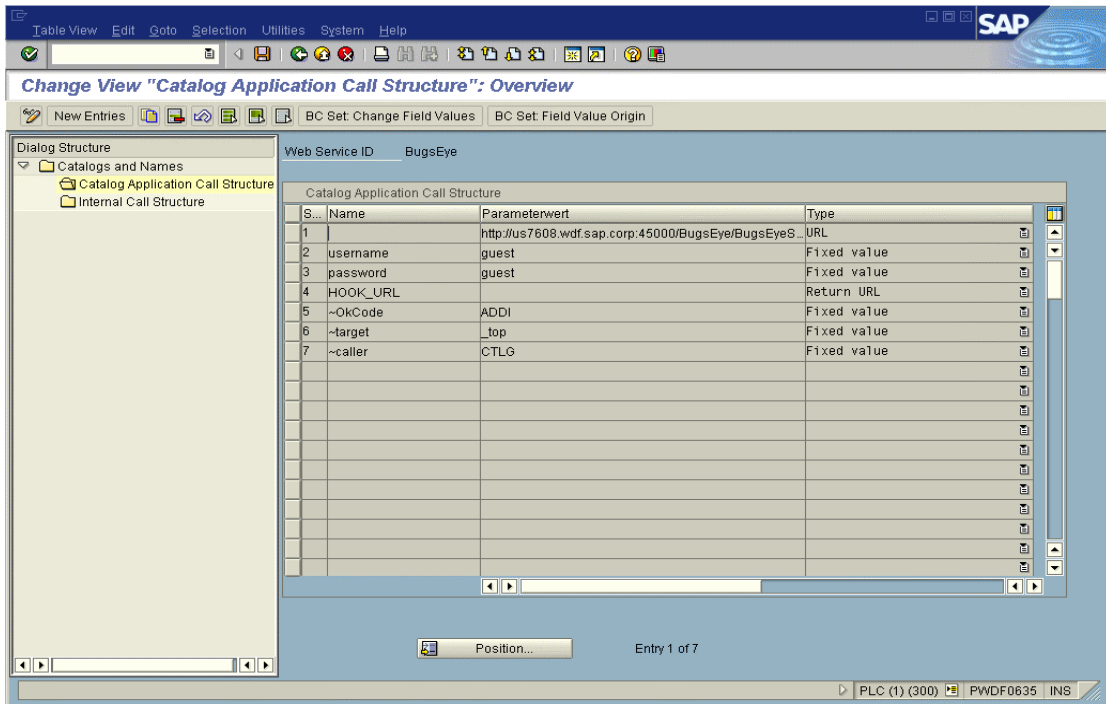 Table View Edit Goto Selection Utilities System Help
SAP
Change View "Catalog Application Call Structure": Overview
New Entries BC Set: Change Field Values BC Set: Field Value Origin
Dialog Structure
Catalogs and Names
Catalog Application Call Structure
Internal Call Structure
Web Service ID BugsEye
Catalog Application Call Structure
S... Name Parameterwert Type
1 http://us7608.wdf.sap.corp:45000/BugsEye/BugsEyeS... URL
2 username guest Fixed value
3 password guest Fixed value
4 HOOK_URL Return URL
5 ~OkCode ADDI Fixed value
6 ~target _top Fixed value
7 ~caller CTLG Fixed value
Position... Entry 1 of 7
PLC (1) (300) PWDF0635 INS